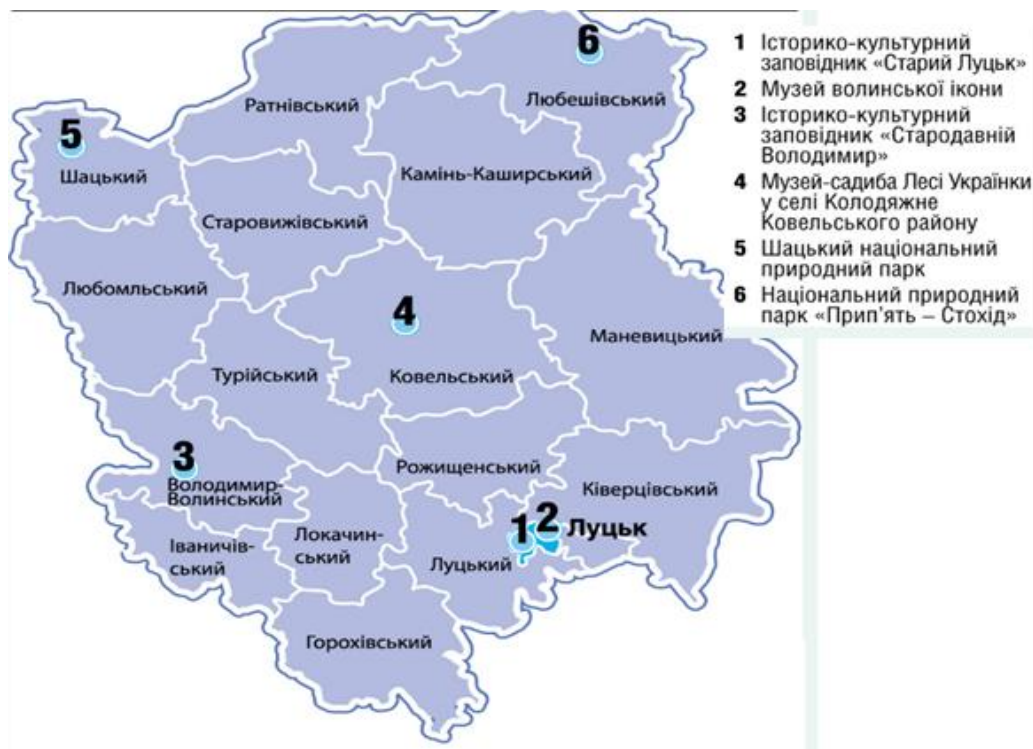 6
Ратнівський
Любешівський
5
Шацький
Камінь-Каширський
Старовижівський
Любомльський
4
Маневицький
Турійський
Ковельський
3
Володимир-
Волинський
Рожищенський
Ківерцівський
Іваничів-
ський
Локачин-
ський
1
2
Луцьк
Луцький
Горохівський
1 Історико-культурний
заповідник «Старий Луцьк»
2 Музей волинської ікони
3 Історико-культурний
заповідник «Стародавній
Володимир»
4 Музей-садиба Лесі Українки
у селі Колодяжне
Ковельського району
5 Шацький національний
природний парк
6 Національний природний
парк «Прип'ять – Стохід»